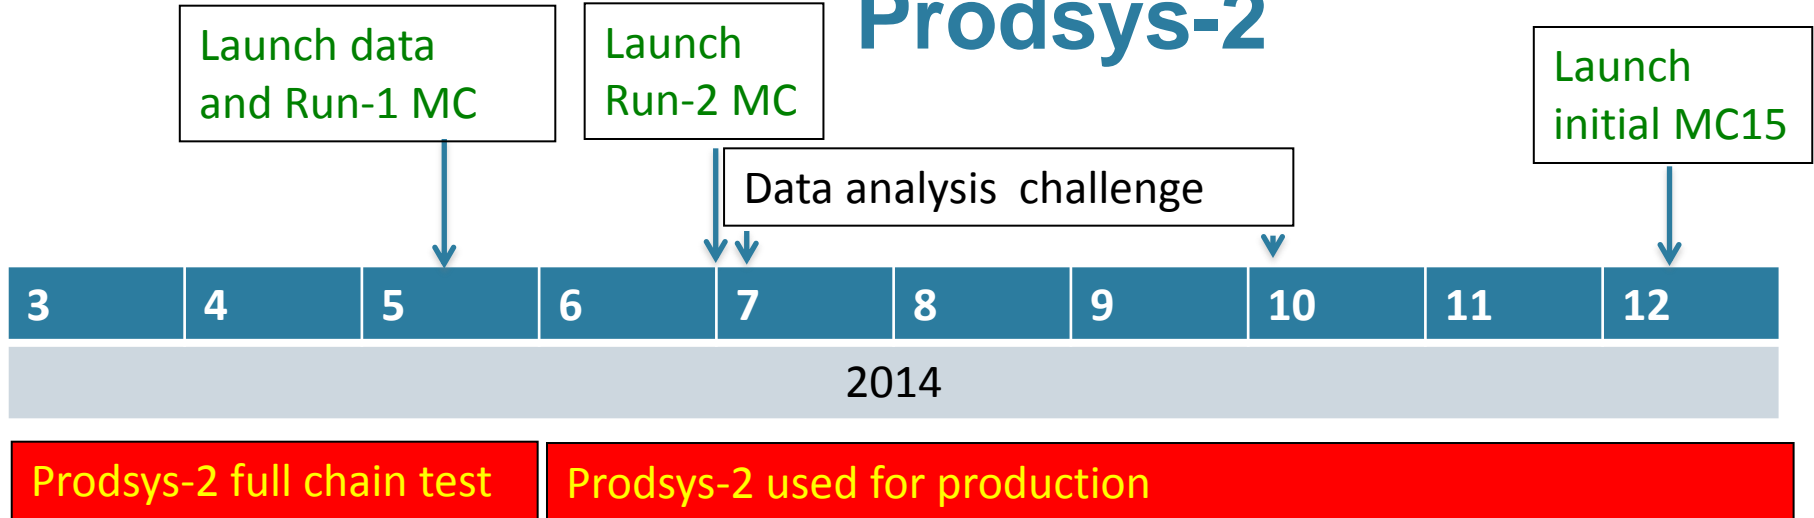 Prodsys-2
Launch data
and Run-1 MC
Launch
Run-2 MC
Launch
initial MC15
Data analysis  challenge
3 4 5 6 7 8 9 10 11 12
2014
Prodsys-2 full chain test
Prodsys-2 used for production